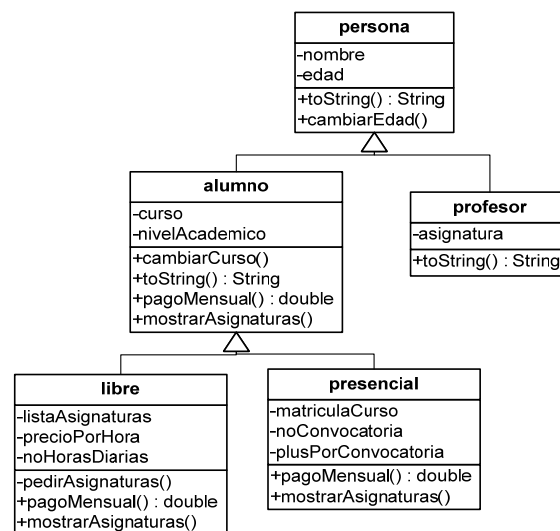 persona
-nombre
-edad
+toString() : String
+cambiarEdad()
alumno
-curso
-nivelAcademico
+cambiarCurso()
+toString() : String
+pagoMensual() : double
+mostrarAsignaturas()
profesor
-asignatura
+toString() : String
libre
-listaAsignaturas
-precioPorHora
-noHorasDiarias
-pedirAsignaturas()
+pagoMensual() : double
+mostrarAsignaturas()
presencial
-matriculaCurso
-noConvocatoria
-plusPorConvocatoria
+pagoMensual() : double
+mostrarAsignaturas()